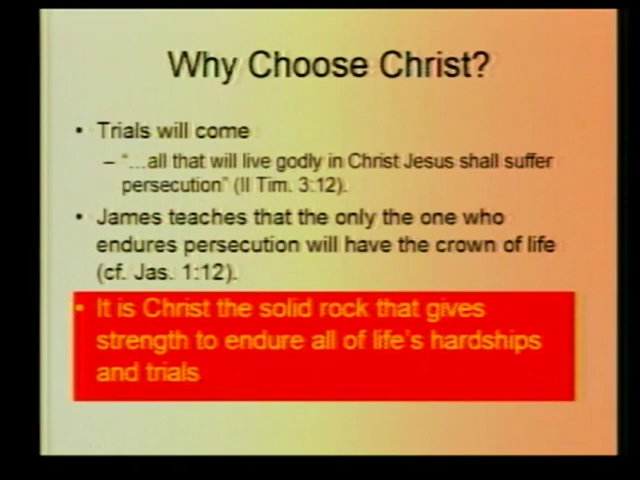 Why Choose Christ?
• Trials will come
– “…all that will live godly in Christ Jesus shall suffer
persecution” (II Tim. 3:12).
• James teaches that the only the one who
endures persecution will have the crown of life
(cf. Jas. 1:12).
• It is Christ the solid rock that gives
strength to endure all of life’s hardships
and trials